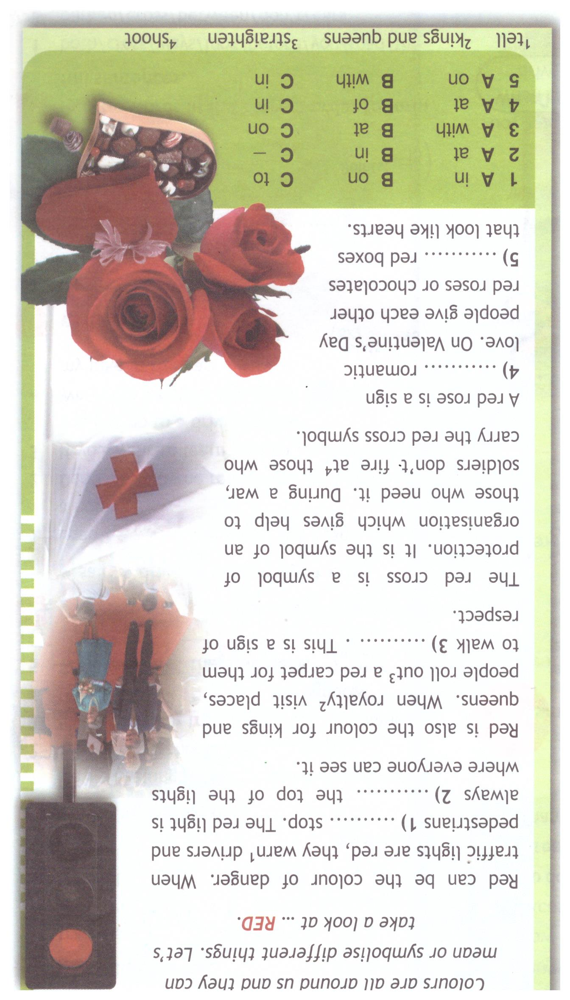 Colours are all around us and they can
mean or symbolise different things. Let's
take a look at ... RED.
Red can be the colour of danger. When
traffic lights are red, they warn¹ drivers and
pedestrians 1) ........... stop. The red light is
always 2) ........... the top of the lights
where everyone can see it.
Red is also the colour for kings and
queens. When royalty² visit places,
people roll out³ a red carpet for them
to walk 3) ........... . This is a sign of
respect.
The red cross is a symbol of
protection. It is the symbol of an
organisation which gives help to
those who need it. During a war,
soldiers don't fire at⁴ those who
carry the red cross symbol.
A red rose is a sign
4) ........... romantic
love. On Valentine's Day
people give each other
red roses or chocolates
5) ........... red boxes
that look like hearts.
1 A in B on C to
2 A at B in C –
3 A with B at C on
4 A at B of C in
5 A on B with C in
¹tell ²kings and queens ³straighten ⁴shoot